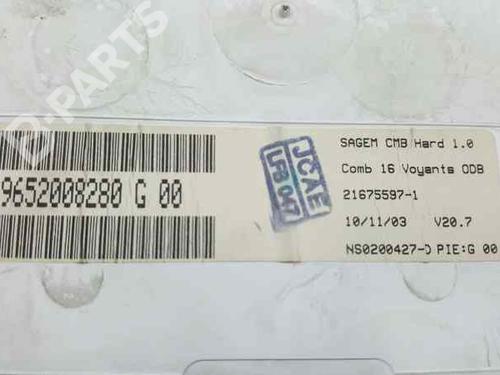 D-PARTS
9652008280 G 00
JCAE
LFB 047
SAGEM CMB Hard 1.0
Comb 16 Voyants ODB
21675597-1
10/11/03 V20.7
NS0200427-D PIE:G 00